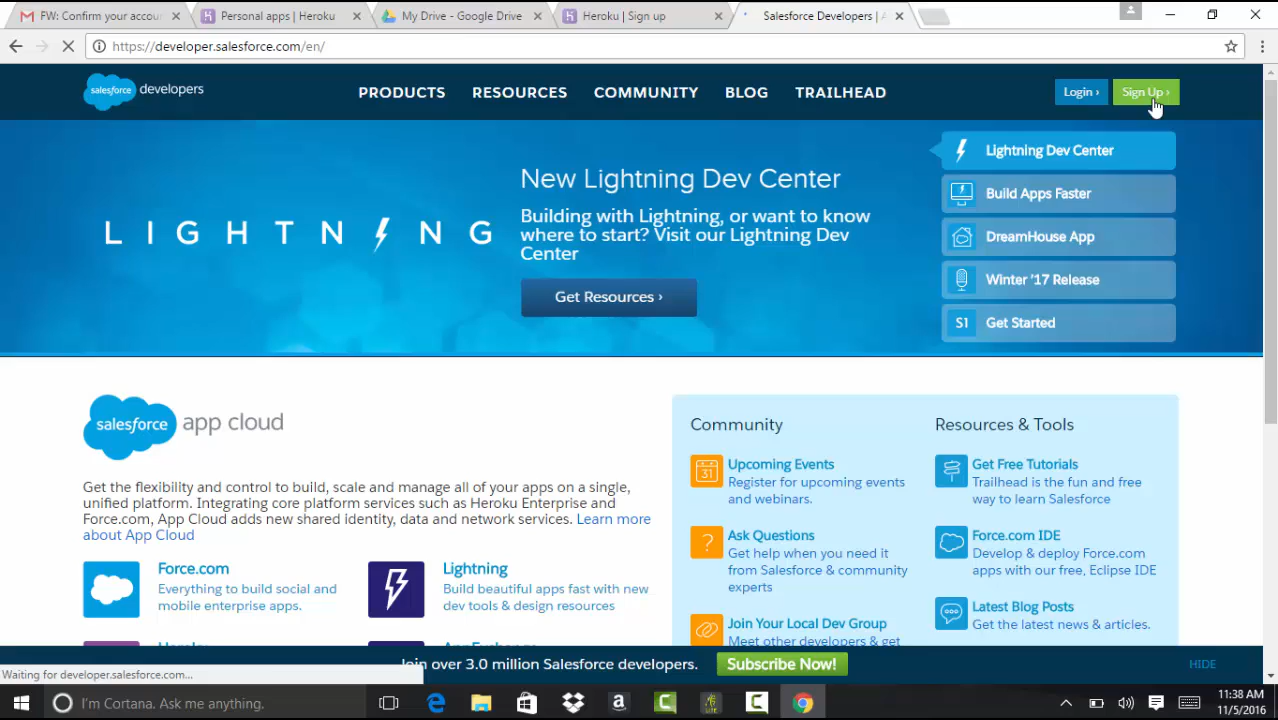 FW: Confirm your accou
Personal apps | Heroku
My Drive - Google Drive
Heroku | Sign up
Salesforce Developers |
https://developer.salesforce.com/en/
salesforce developers
PRODUCTS
RESOURCES
COMMUNITY
BLOG
TRAILHEAD
Login ›
Sign Up ›
LIGHTNING
New Lightning Dev Center
Building with Lightning, or want to know
where to start? Visit our Lightning Dev
Center
Get Resources ›
Lightning Dev Center
Build Apps Faster
DreamHouse App
Winter '17 Release
S1 Get Started
salesforce app cloud
Get the flexibility and control to build, scale and manage all of your apps on a single,
unified platform. Integrating core platform services such as Heroku Enterprise and
Force.com, App Cloud adds new shared identity, data and network services. Learn more
about App Cloud
Force.com
Everything to build social and
mobile enterprise apps.
Lightning
Build beautiful apps fast with new
dev tools & design resources
Community
31
Upcoming Events
Register for upcoming events
and webinars.
?
Ask Questions
Get help when you need it
from Salesforce & community
experts
Join Your Local Dev Group
Meet other developers & get
Resources & Tools
Get Free Tutorials
Trailhead is the fun and free
way to learn Salesforce
Force.com IDE
Develop & deploy Force.com
apps with our free, Eclipse IDE
Latest Blog Posts
Get the latest news & articles.
Join over 3.0 million Salesforce developers.
Subscribe Now!
HIDE
Waiting for developer.salesforce.com...
I'm Cortana. Ask me anything.
11:38 AM
11/5/2016